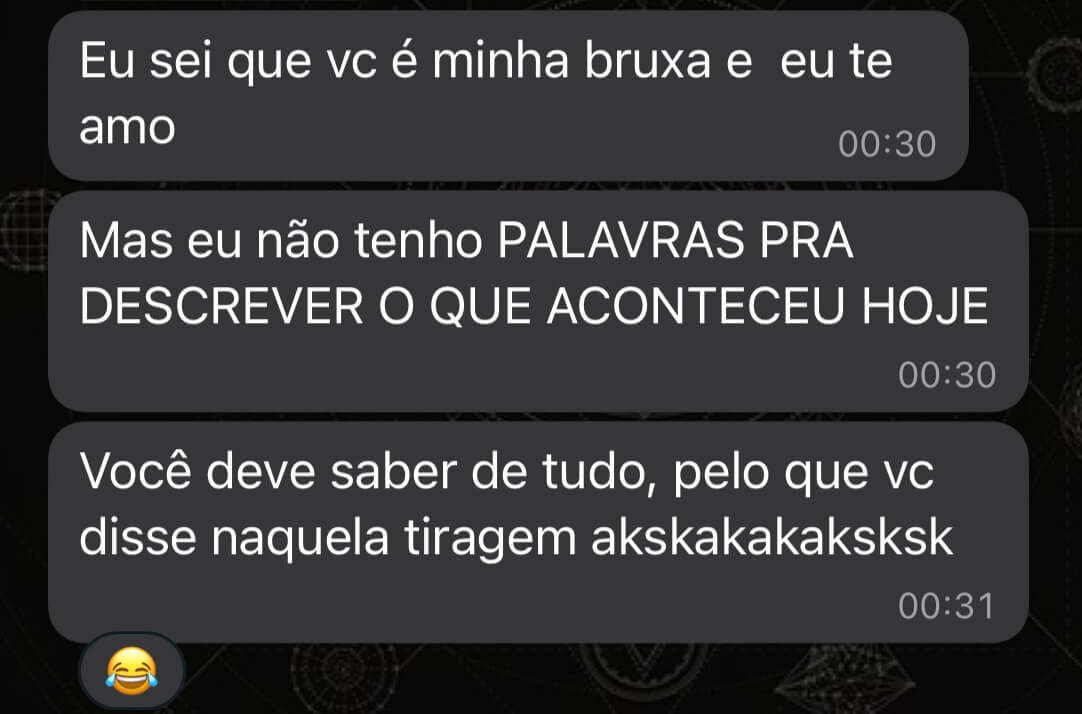 Eu sei que vc é minha bruxa e  eu te
amo
00:30
Mas eu não tenho PALAVRAS PRA
DESCREVER O QUE ACONTECEU HOJE
00:30
Você deve saber de tudo, pelo que vc
disse naquela tiragem akskakakaksksk
00:31